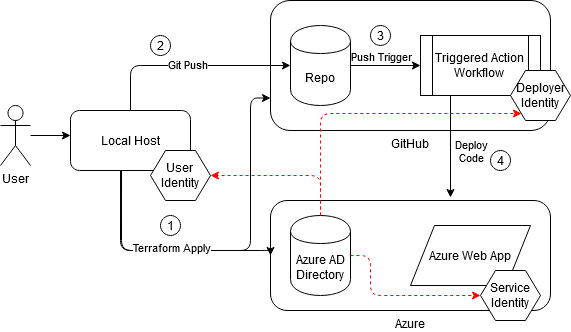 2
3
Git Push
Push Trigger
Repo
Triggered Action
Workflow
Deployer
Identity
Local Host
User
User
Identity
GitHub
Deploy
Code
4
1
Terraform Apply
Azure AD
Directory
Azure Web App
Service
Identity
Azure